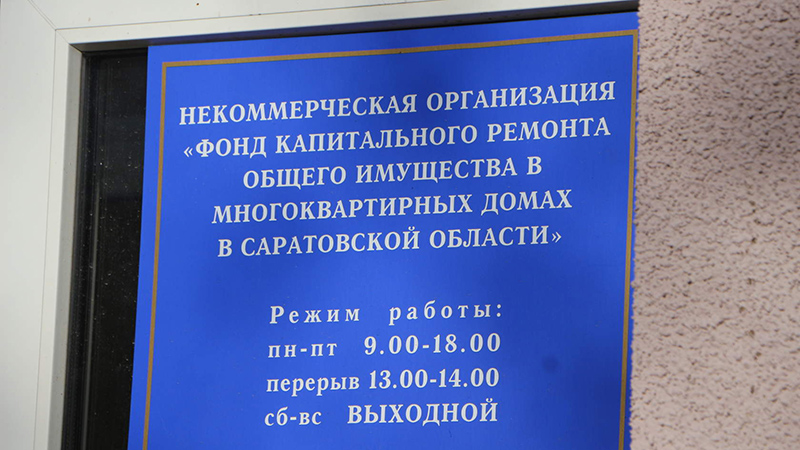 НЕКОММЕРЧЕСКАЯ ОРГАНИЗАЦИЯ
«ФОНД КАПИТАЛЬНОГО РЕМОНТА
ОБЩЕГО ИМУЩЕСТВА В
МНОГОКВАРТИРНЫХ ДОМАХ
В САРАТОВСКОЙ ОБЛАСТИ»
Режим работы:
пн-пт 9.00-18.00
перерыв 13.00-14.00
сб-вс ВЫХОДНОЙ